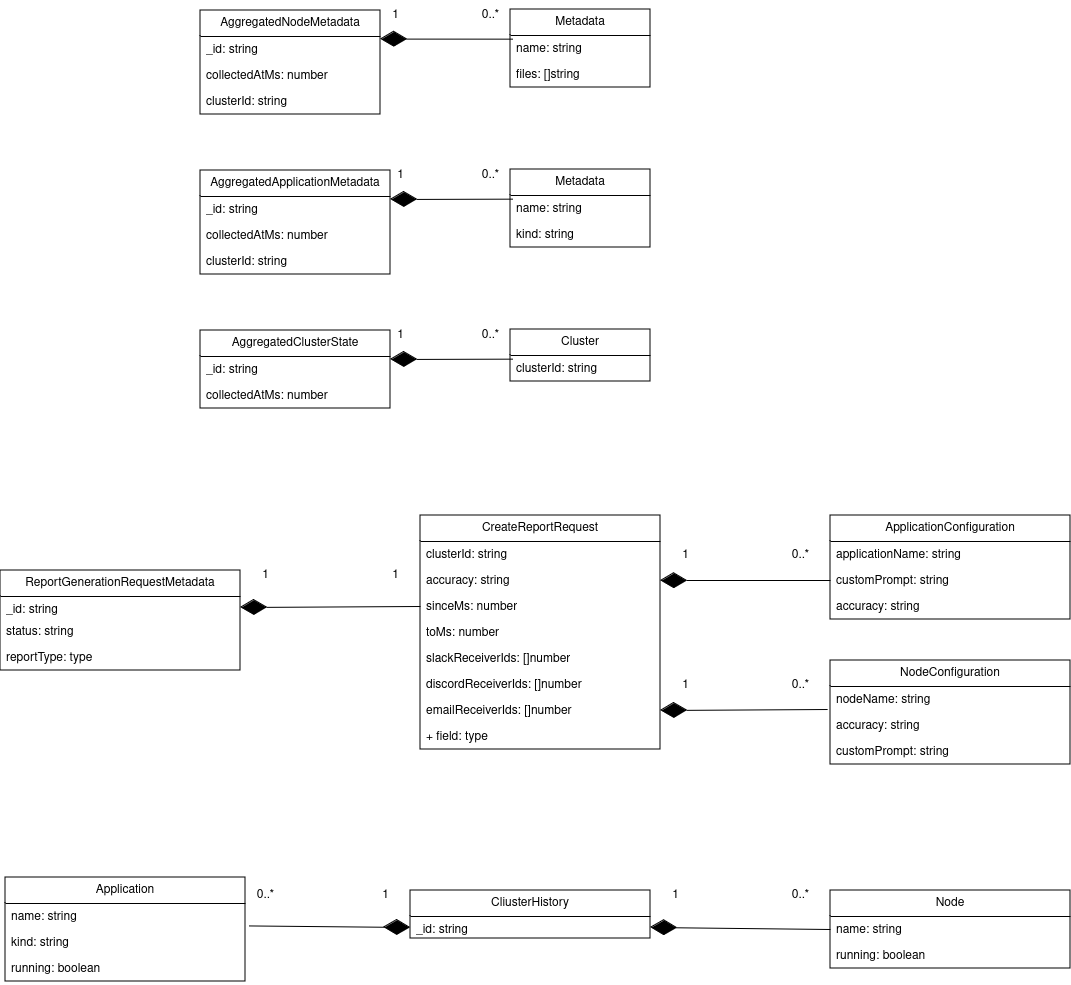 AggregatedNodeMetadata
_id: string
collectedAtMs: number
clusterId: string
1
0..*
Metadata
name: string
files: []string
AggregatedApplicationMetadata
_id: string
collectedAtMs: number
clusterId: string
1
0..*
Metadata
name: string
kind: string
AggregatedClusterState
_id: string
collectedAtMs: number
1
0..*
Cluster
clusterId: string
ReportGenerationRequestMetadata
_id: string
status: string
reportType: type
1
1
CreateReportRequest
clusterId: string
accuracy: string
sinceMs: number
toMs: number
slackReceiverIds: []number
discordReceiverIds: []number
emailReceiverIds: []number
+ field: type
1
0..*
ApplicationConfiguration
applicationName: string
customPrompt: string
accuracy: string
1
0..*
NodeConfiguration
nodeName: string
accuracy: string
customPrompt: string
Application
name: string
kind: string
running: boolean
0..*
1
CliusterHistory
_id: string
1
0..*
Node
name: string
running: boolean